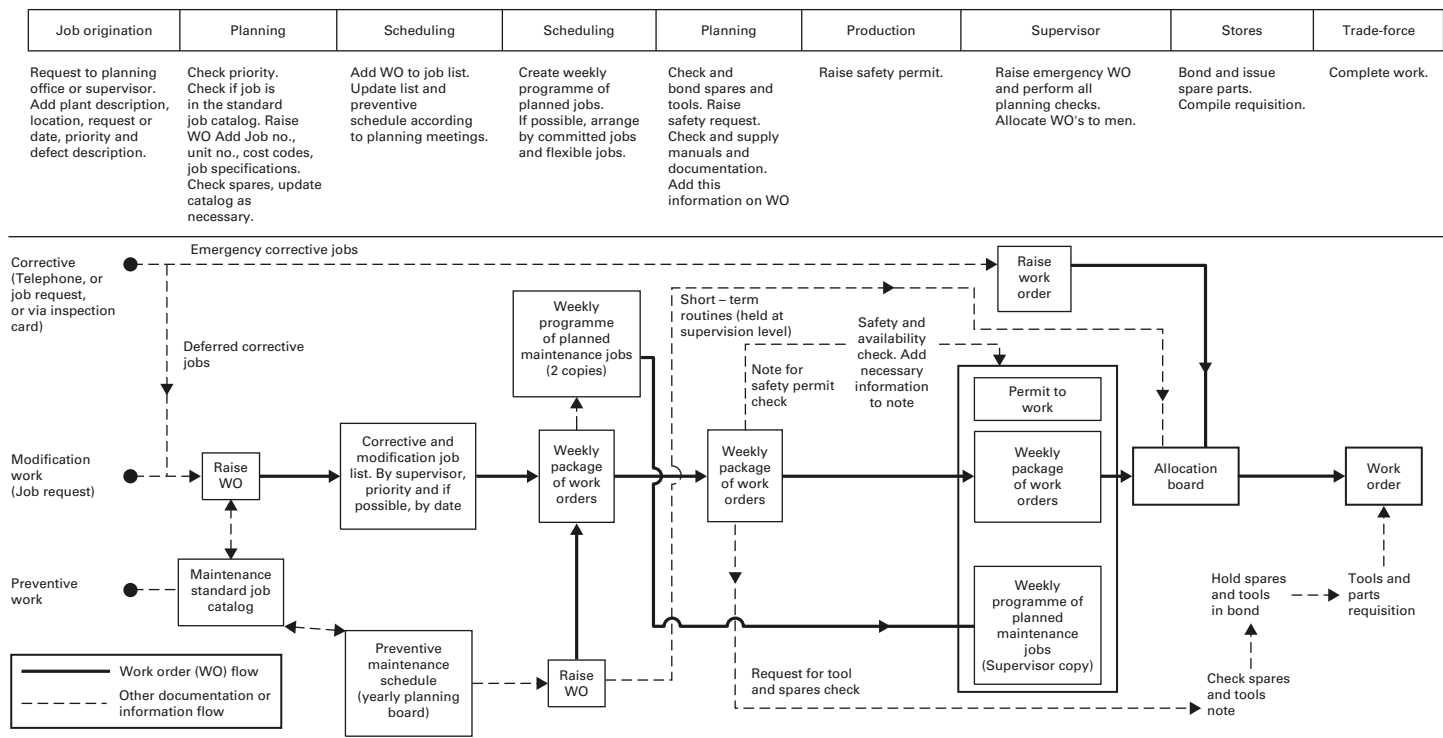 Job origination
Planning
Scheduling
Scheduling
Planning
Production
Supervisor
Stores
Trade-force
Request to planning
office or supervisor.
Add plant description,
location, request or
date, priority and
defect description.
Check priority.
Check if job is
in the standard
job catalog. Raise
WO Add Job no.,
unit no., cost codes,
job specifications.
Check spares, update
catalog as
necessary.
Add WO to job list.
Update list and
preventive
schedule according
to planning meetings.
Create weekly
programme of
planned jobs.
If possible, arrange
by committed jobs
and flexible jobs.
Check and
bond spares and
tools. Raise
safety request.
Check and supply
manuals and
documentation.
Add this
information on WO
Raise safety permit.
Raise emergency WO
and perform all
planning checks.
Allocate WO's to men.
Bond and issue
spare parts.
Compile requisition.
Complete work.
Corrective
(Telephone, or
job request,
or via inspection
card)
Emergency corrective jobs
Deferred corrective
jobs
Raise
work
order
Weekly
programme
of planned
maintenance jobs
(2 copies)
Short – term
routines (held at
supervision level)
Note for
safety permit
check
Safety and
availability
check. Add
necessary
information
to note
Permit to
work
Modification
work
(Job request)
Raise
WO
Corrective and
modification job
list. By supervisor,
priority and if
possible, by date
Weekly
package
of work
orders
Weekly
package
of work
orders
Weekly
package
of work
orders
Allocation
board
Work
order
Preventive
work
Maintenance
standard job
catalog
Preventive
maintenance
schedule
(yearly planning
board)
Raise
WO
Weekly
programme of
planned
maintenance
jobs
(Supervisor copy)
Request for tool
and spares check
Hold spares
and tools
in bond
Tools and
parts
requisition
Check spares
and tools
note
Work order (WO) flow
Other documentation or
information flow